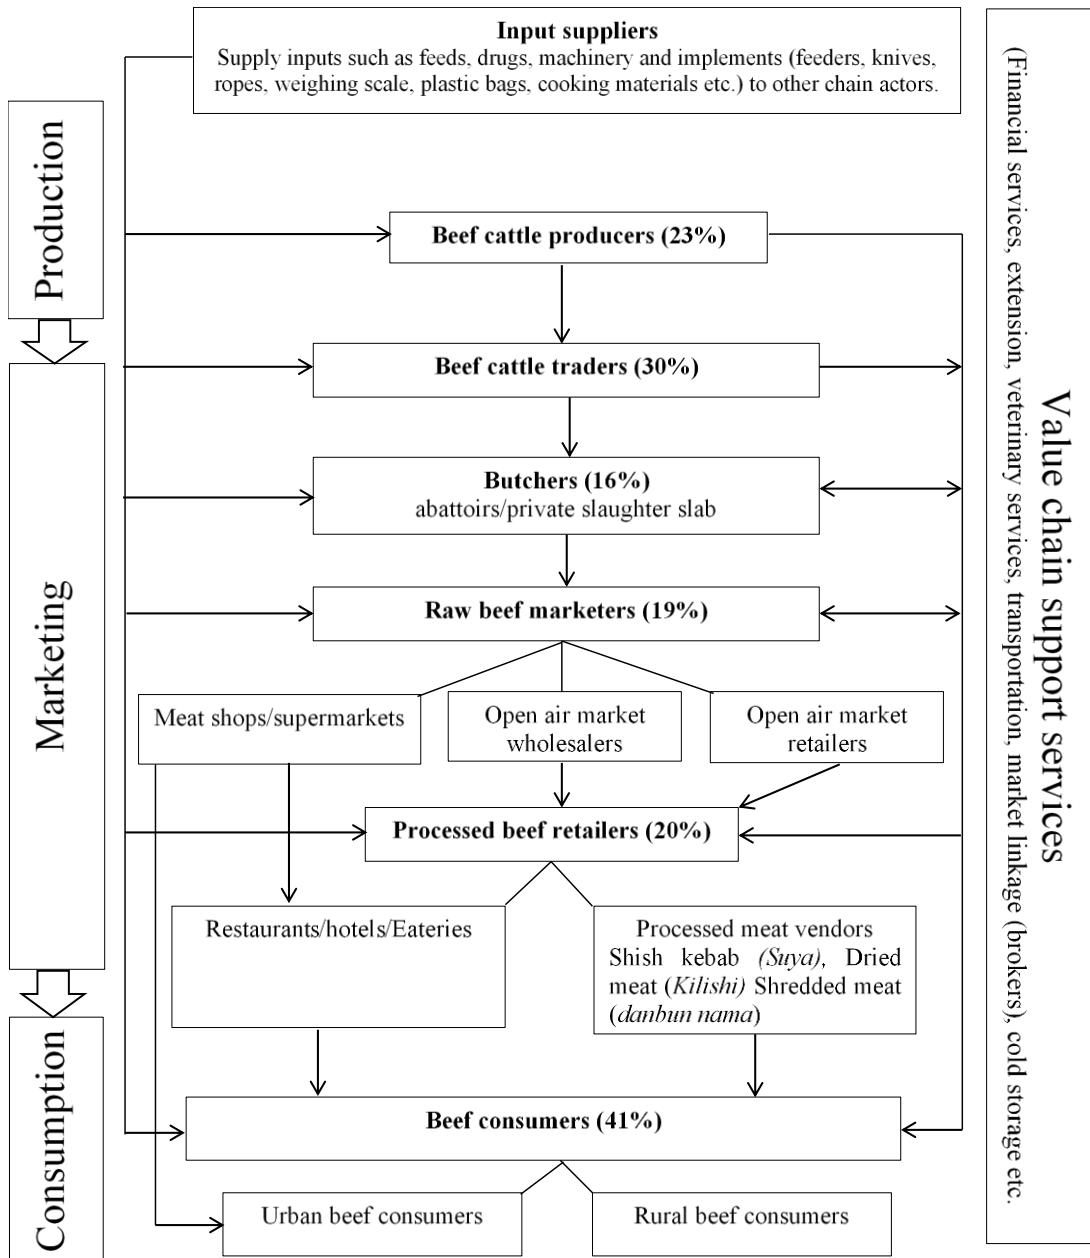 Input suppliers
Supply inputs such as feeds, drugs, machinery and implements (feeders, knives,
ropes, weighing scale, plastic bags, cooking materials etc.) to other chain actors.
Production
Beef cattle producers (23%)
Beef cattle traders (30%)
Butchers (16%)
abattoirs/private slaughter slab
Marketing
Raw beef marketers (19%)
Meat shops/supermarkets
Open air market
wholesalers
Open air market
retailers
Processed beef retailers (20%)
Restaurants/hotels/Eateries
Processed meat vendors
Shish kebab (Suya), Dried
meat (Kilishi) Shredded meat
(danbun nama)
Consumption
Beef consumers (41%)
Urban beef consumers
Rural beef consumers
Value chain support services
(Financial services, extension, veterinary services, transportation, market linkage (brokers), cold storage etc.